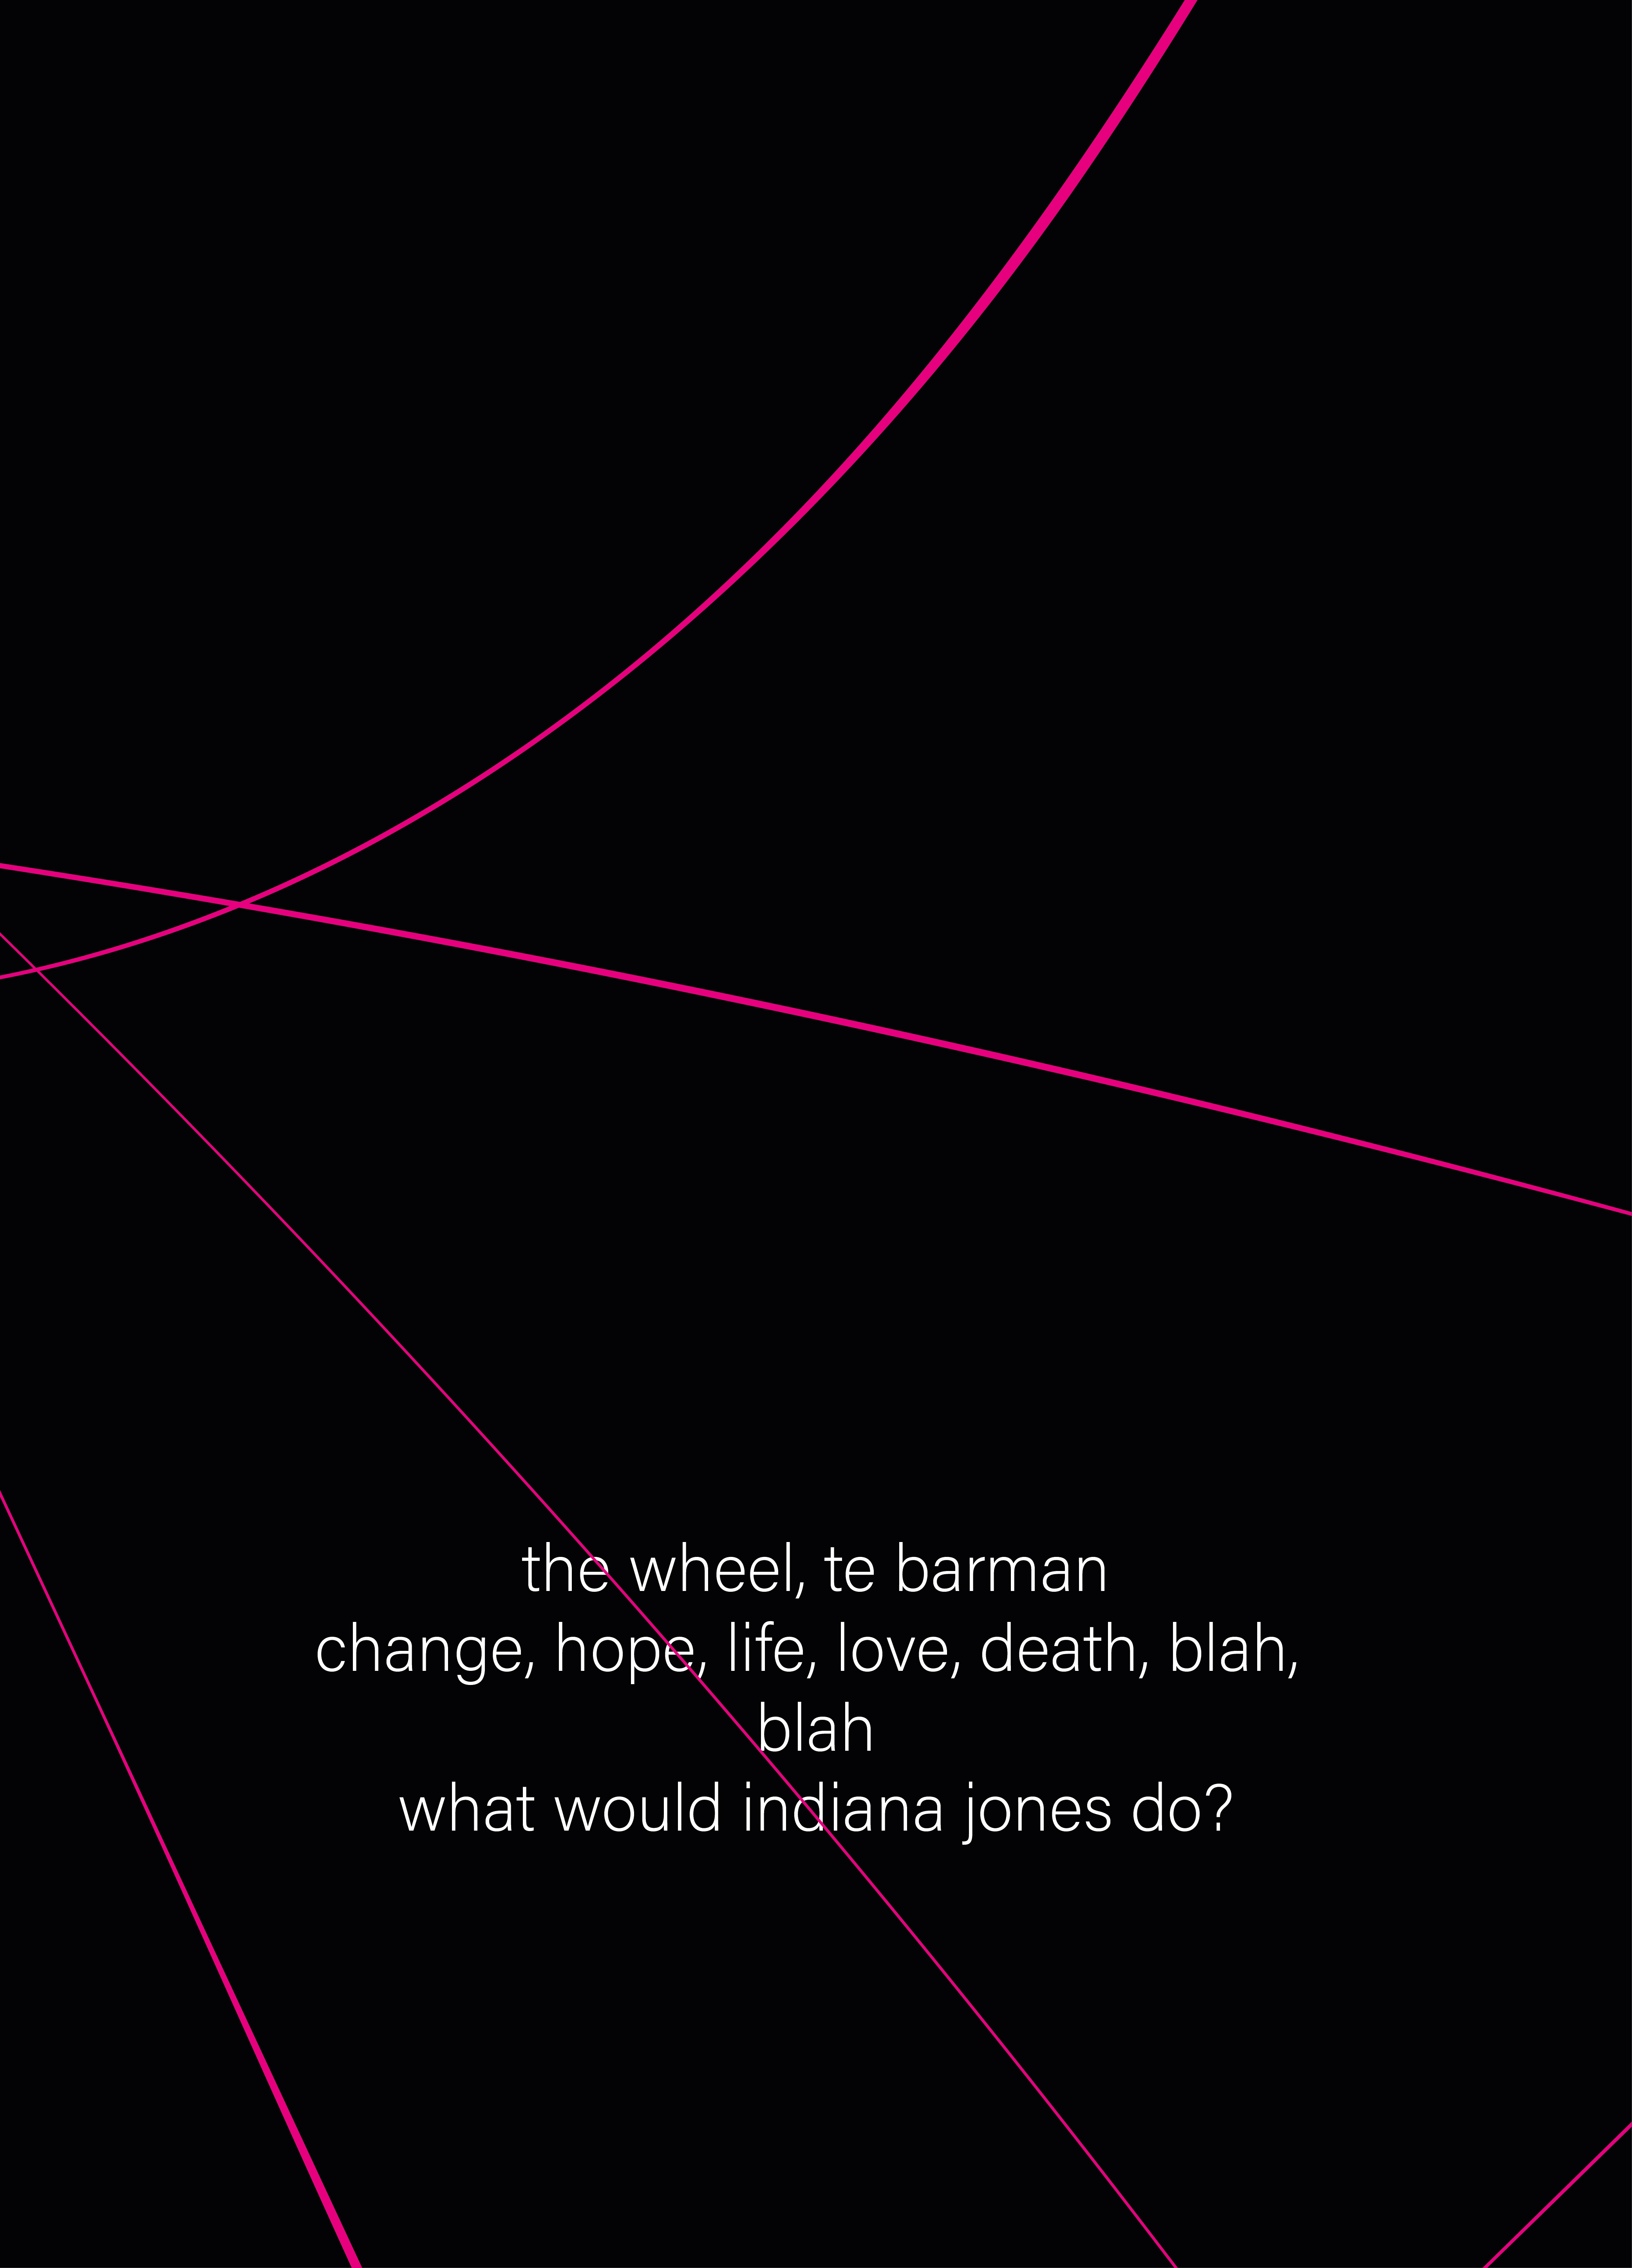 the wheel, te barman
change, hope, life, love, death, blah,
blah
what would indiana jones do?